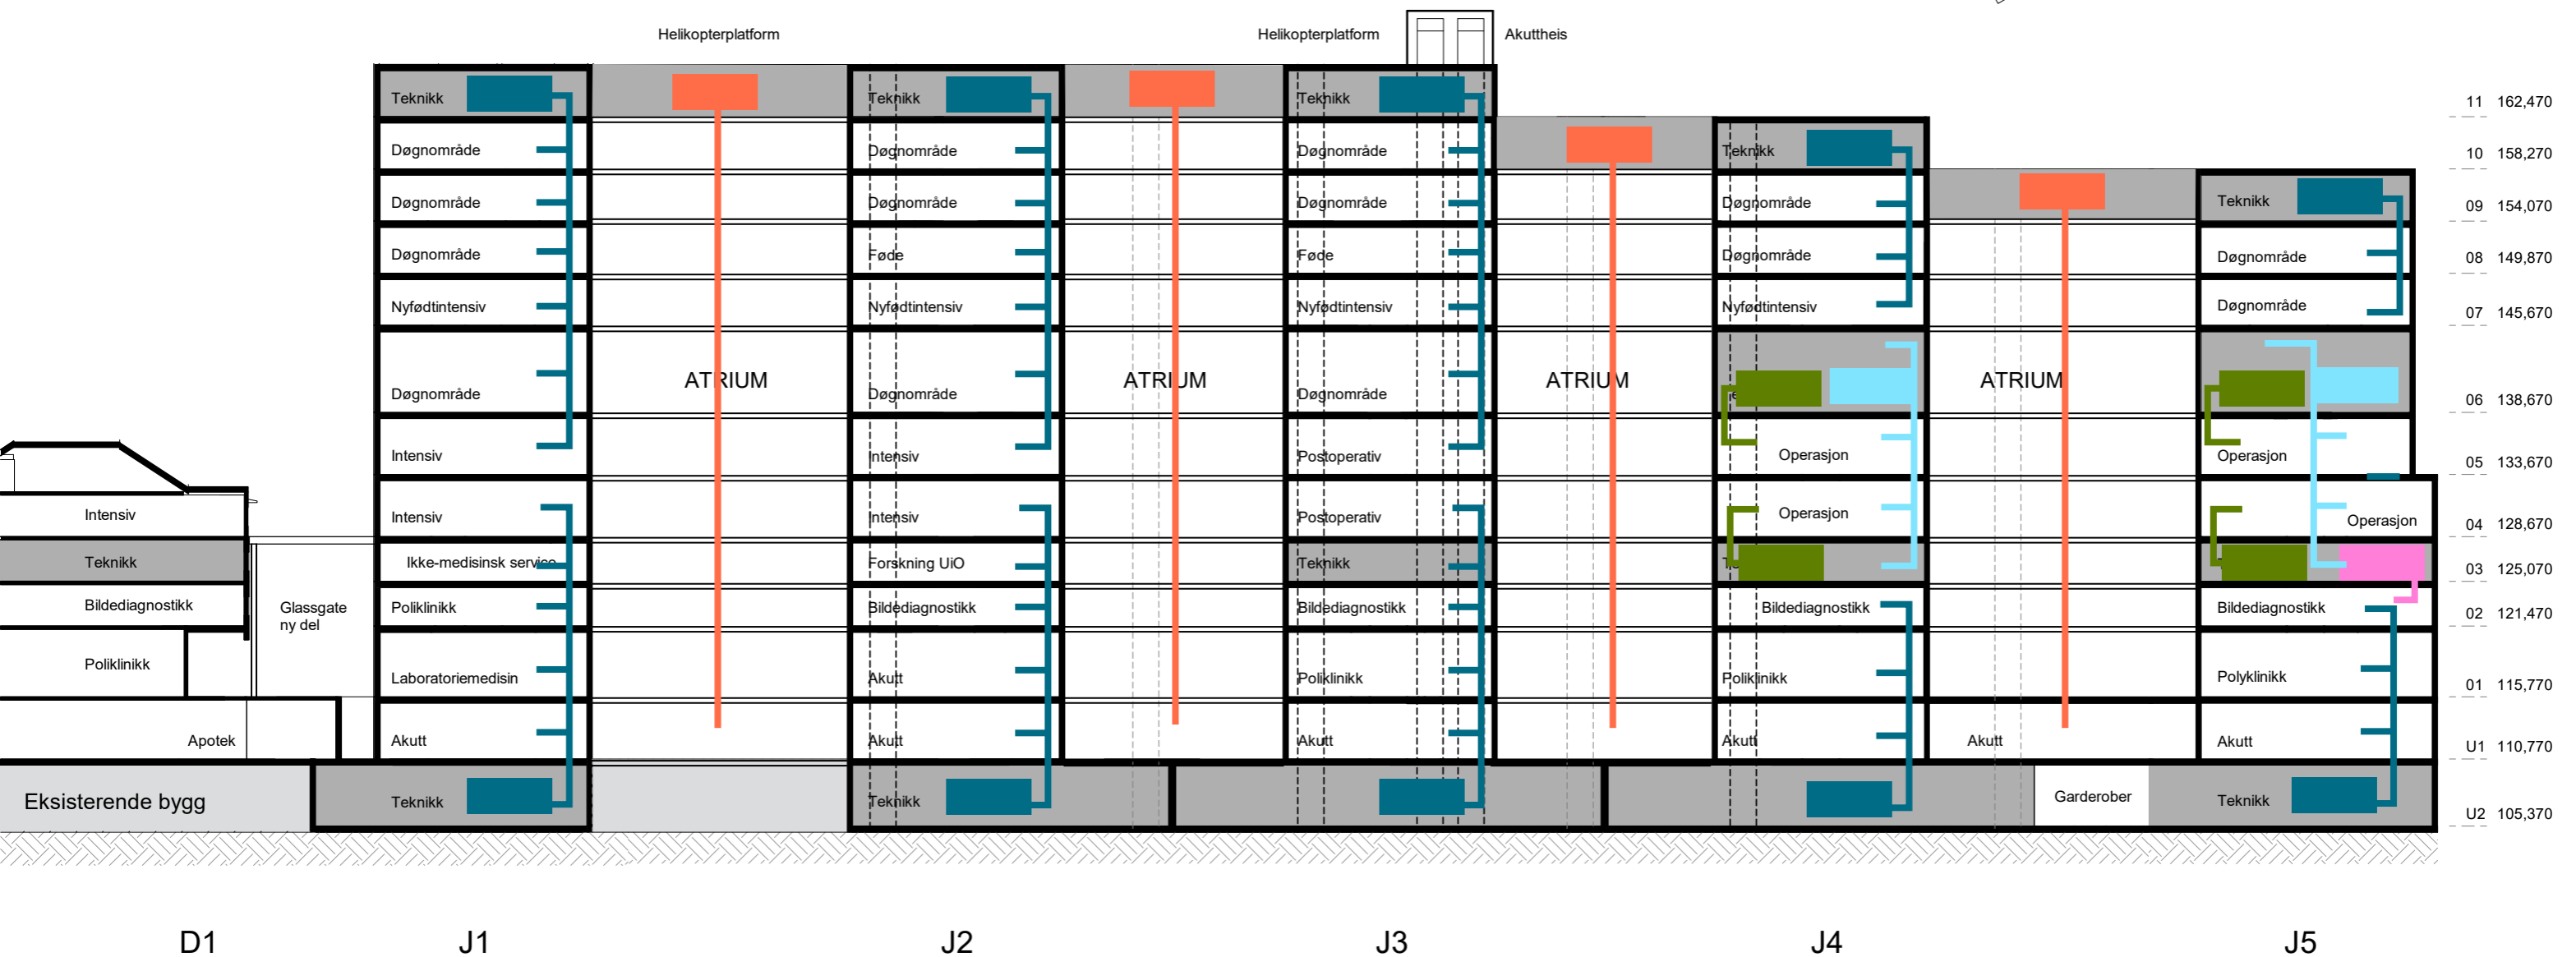 Helikopterplatform
Helikopterplatform
Akuttheis
Teknikk
Teknikk
Teknikk
11 162,470
Døgnområde
Døgnområde
Døgnområde
Teknikk
10 158,270
Døgnområde
Døgnområde
Døgnområde
Døgnområde
Teknikk
09 154,070
Døgnområde
Føde
Føde
Døgnområde
Døgnområde
08 149,870
Nyfødtintensiv
Nyfødtintensiv
Nyfødtintensiv
Nyfødtintensiv
Døgnområde
07 145,670
ATRIUM
ATRIUM
ATRIUM
ATRIUM
Døgnområde
Døgnområde
Døgnområde
06 138,670
Intensiv
Intensiv
Postoperativ
Operasjon
Operasjon
05 133,670
Intensiv
Intensiv
Intensiv
Postoperativ
Operasjon
Operasjon
04 128,670
Teknikk
Ikke-medisinsk service
Forskning UiO
Teknikk
03 125,070
Bildediagnostikk
Glassgate
ny del
Poliklinikk
Bildediagnostikk
Bildediagnostikk
Bildediagnostikk
Bildediagnostikk
02 121,470
Poliklinikk
Laboratoriemedisin
Akutt
Poliklinikk
Poliklinikk
Polyklinikk
01 115,770
Apotek
Akutt
Akutt
Akutt
Akutt
Akutt
Akutt
U1 110,770
Eksisterende bygg
Teknikk
Teknikk
Garderober
Teknikk
U2 105,370
D1
J1
J2
J3
J4
J5